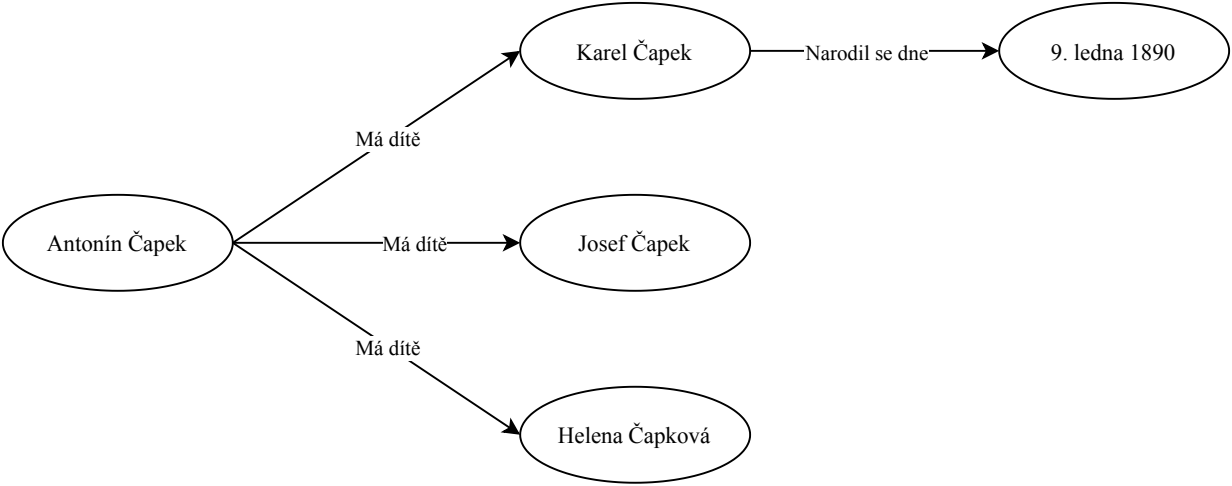 Karel Čapek
Narodil se dne
9. ledna 1890
Má dítě
Antonín Čapek
Má dítě
Josef Čapek
Má dítě
Helena Čapková